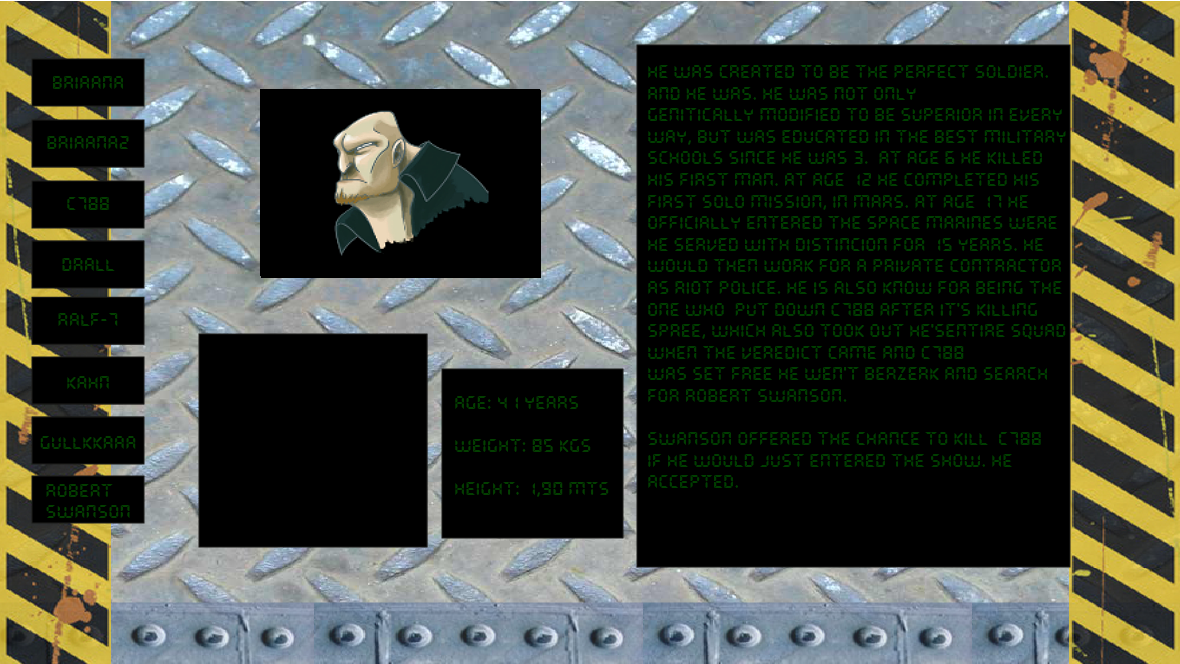 BRIARNA
BRIARNA2
C788
DRALL
RALF-7
KAHN
GULLKKARA
ROBERT
SWANSON
AGE: 41 YEARS
WEIGHT: 85 KGS
HEIGHT: 1,90 MTS
HE WAS CREATED TO BE THE PERFECT SOLDIER.
AND HE WAS. HE WAS NOT ONLY
GENITICALLY MODIFIED TO BE SUPERIOR IN EVERY
WAY, BUT WAS EDUCATED IN THE BEST MILITARY
SCHOOLS SINCE HE WAS 3. AT AGE 6 HE KILLED
HIS FIRST MAN. AT AGE 12 HE COMPLETED HIS
FIRST SOLO MISSION, IN MARS. AT AGE 17 HE
OFFICIALLY ENTERED THE SPACE MARINES WERE
HE SERVED WITH DISTINCION FOR 15 YEARS. HE
WOULD THEN WORK FOR A PRIVATE CONTRACTOR
AS RIOT POLICE. HE IS ALSO KNOW FOR BEING THE
ONE WHO PUT DOWN C788 AFTER IT'S KILLING
SPREE, WHICH ALSO TOOK OUT HE'SENTIRE SQUAD
WHEN THE VEREDICT CAME AND C788
WAS SET FREE HE WEN'T BERZERK AND SEARCH
FOR ROBERT SWANSON.
SWANSON OFFERED THE CHANCE TO KILL C788
IF HE WOULD JUST ENTERED THE SHOW. HE
ACCEPTED.